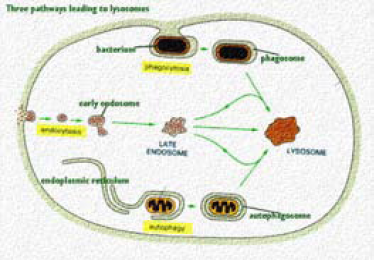 Three pathways leading to lysosomes
bacterium
phagocytosis
phagosome
early endosome
endocytosis
LATE
ENDOSOME
LYSOSOME
endoplasmic reticulum
autophagy
autophagosome